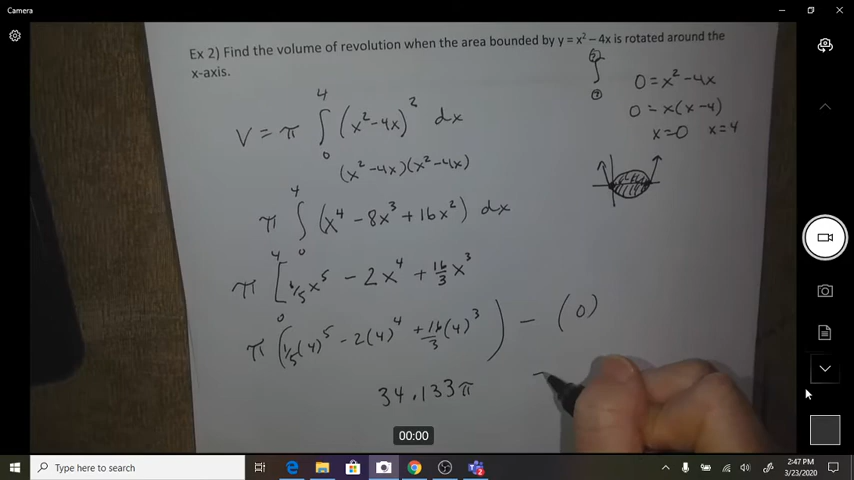 Camera
Ex 2) Find the volume of revolution when the area bounded by y = x² – 4x is rotated around the
x-axis.
0 = x² - 4x
0 = x(x - 4)
x = 0 x = 4
V = π ∫₀⁴ (x² - 4x)² dx
(x² - 4x)(x² - 4x)
π ∫₀⁴ (x⁴ - 8x³ + 16x²) dx
π [₀⁴ 1/5 x⁵ - 2x⁴ + 16/3 x³
π (1/5 (4)⁵ - 2(4)⁴ + 16/3 (4)³) - (0)
34.133π
00:00
Type here to search
2:47 PM
3/23/2020